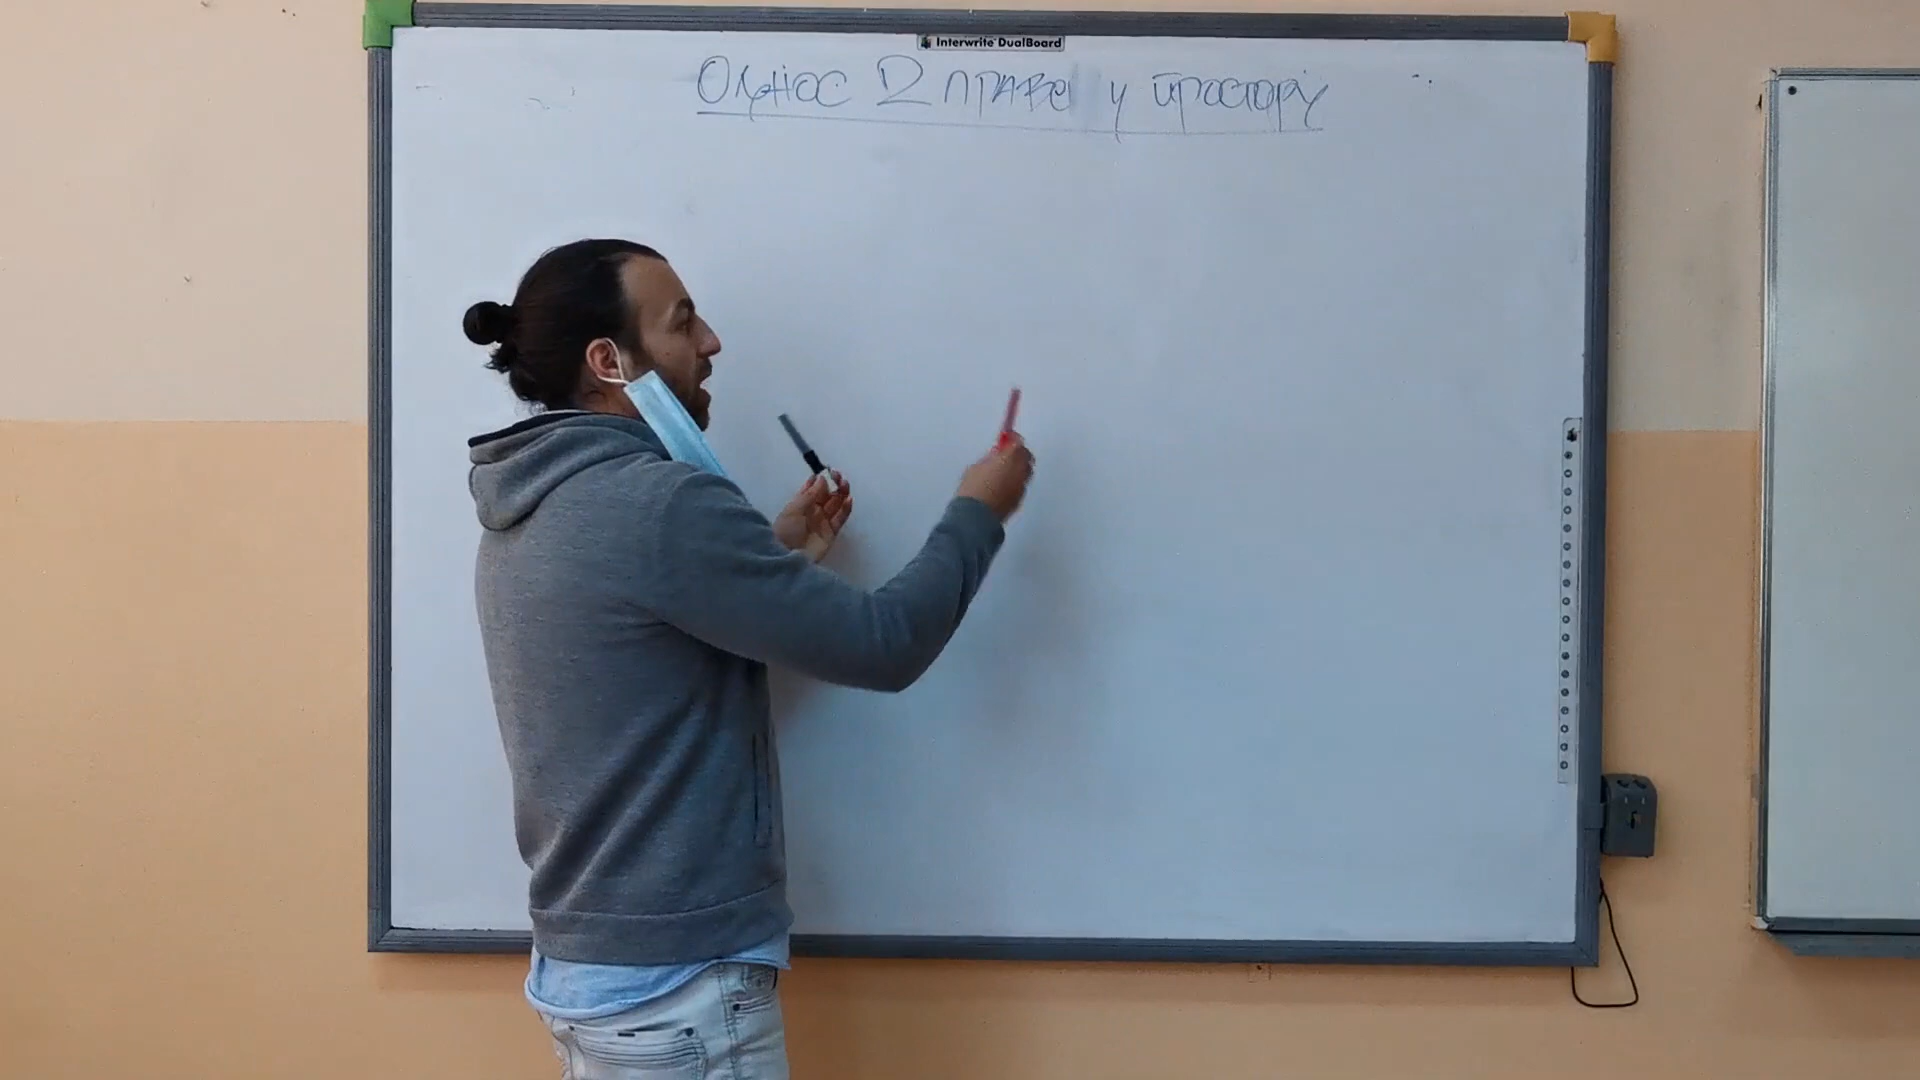 Interwrite DualBoard
Однос 2 праве у простору